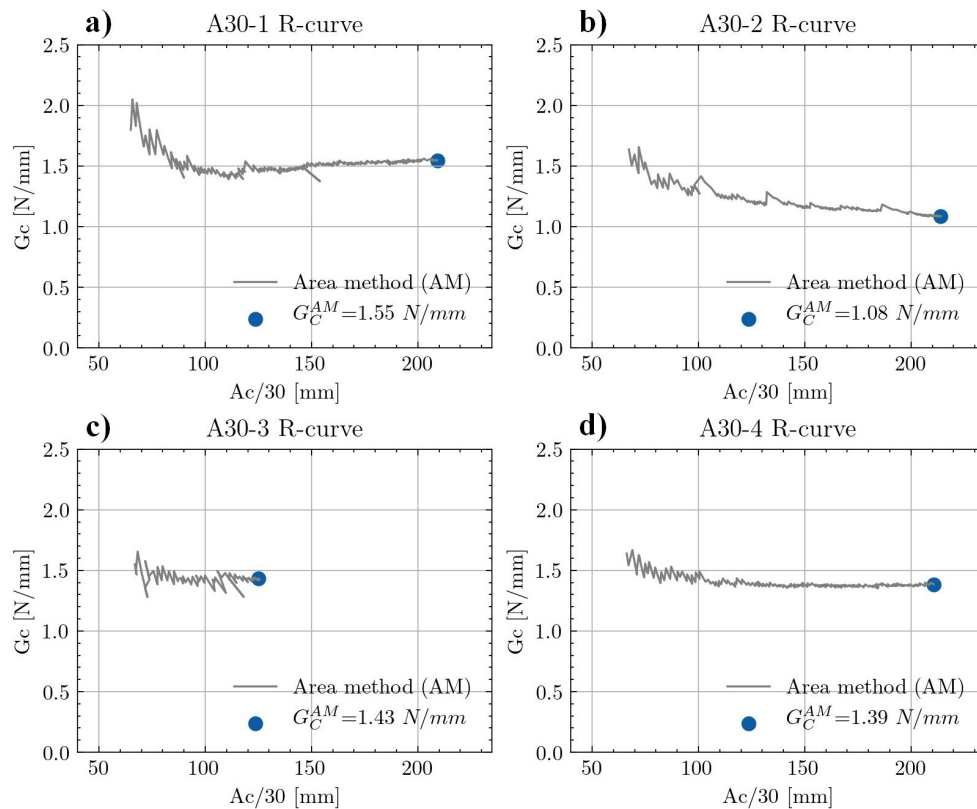 a) A30-1 R-curve
2.5
2.0
1.5
1.0
0.5
0.0
Gc [N/mm]
Area method (AM)
G_C^{AM}=1.55 N/mm
50 100 150 200
Ac/30 [mm]
b) A30-2 R-curve
2.5
2.0
1.5
1.0
0.5
0.0
Gc [N/mm]
Area method (AM)
G_C^{AM}=1.08 N/mm
50 100 150 200
Ac/30 [mm]
c) A30-3 R-curve
2.5
2.0
1.5
1.0
0.5
0.0
Gc [N/mm]
Area method (AM)
G_C^{AM}=1.43 N/mm
50 100 150 200
Ac/30 [mm]
d) A30-4 R-curve
2.5
2.0
1.5
1.0
0.5
0.0
Gc [N/mm]
Area method (AM)
G_C^{AM}=1.39 N/mm
50 100 150 200
Ac/30 [mm]